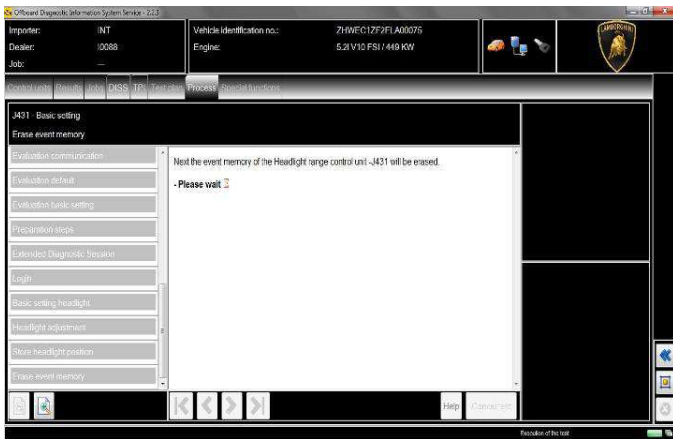 Offboard Diagnostic Information System Service - 2.2.3
Importer: INT
Dealer: 10088
Job: ---
Vehicle identification no.: ZHWEC1ZF2FLA00075
Engine: 5.2l V10 FSI / 449 KW
LAMBORGHINI
Control units Results Jobs DISS TPI Test plan Process Special functions
J431 - Basic setting
Erase event memory
Evaluation communication
Evaluation default
Evaluation basic setting
Preparation steps
Extended Diagnostic Session
Login
Basic setting headlight
Headlight adjustment
Store headlight position
Erase event memory
Next the event memory of the Headlight range control unit -J431 will be erased.
- Please wait
Help
Cancel test
Execution of the test